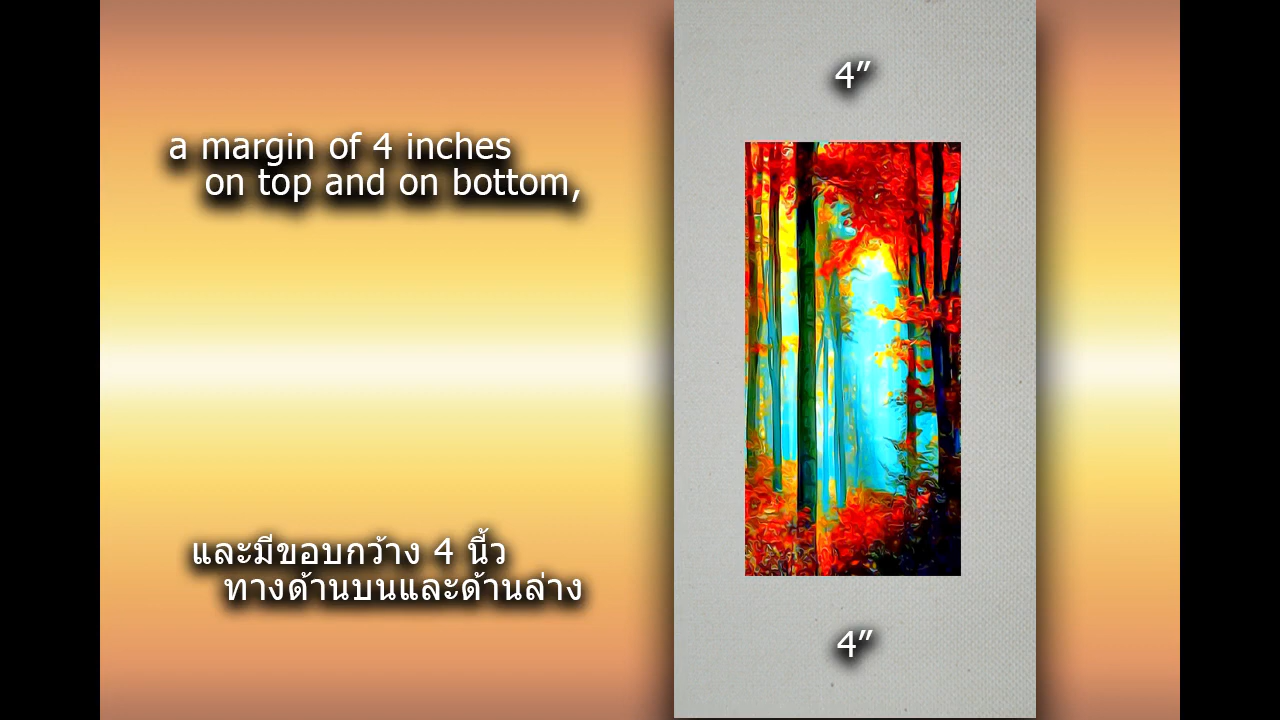 4”
a margin of 4 inches
on top and on bottom,
และมีขอบกว้าง 4 นิ้ว
ทางด้านบนและด้านล่าง
4”